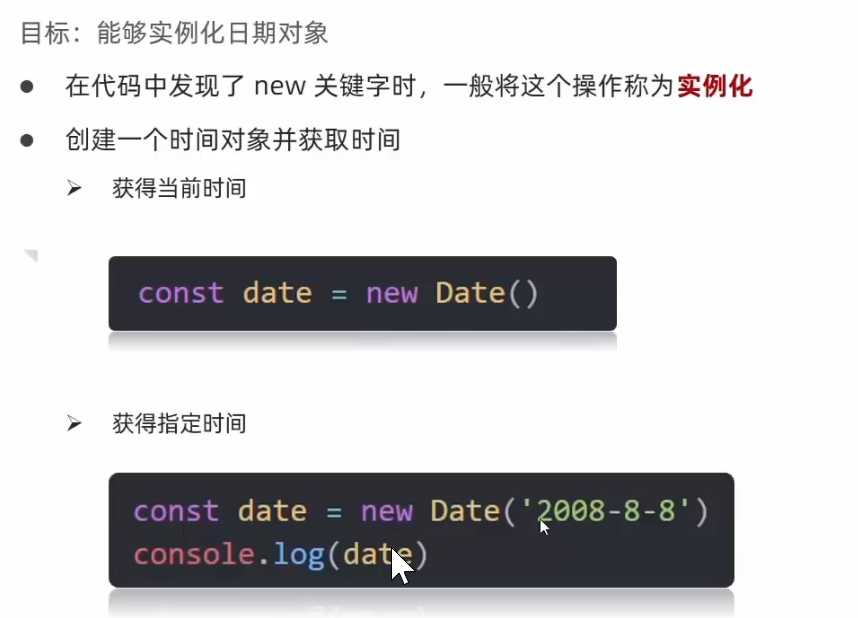 目标：能够实例化日期对象
● 在代码中发现了 new 关键字时，一般将这个操作称为实例化
● 创建一个时间对象并获取时间
➢ 获得当前时间
const date = new Date()
➢ 获得指定时间
const date = new Date('2008-8-8')
console.log(date)